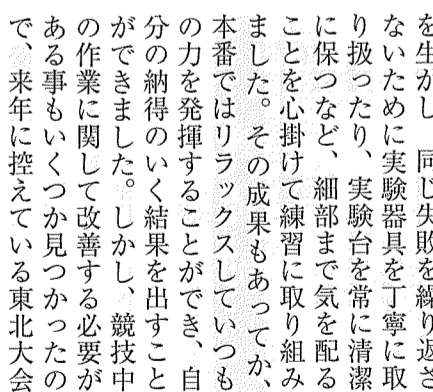 を生かし、同じ失敗を繰り返さ
ないために実験器具を丁寧に取
り扱ったり、実験台を常に清潔
に保つなど、細部まで気を配る
ことを心掛けて練習に取り組み
ました。その成果もあってか、
本番ではリラックスしていつも
の力を発揮することができ、自
分の納得のいく結果を出すこと
ができました。しかし、競技中
の作業に関して改善する必要が
ある事もいくつか見つかったの
で、来年に控えている東北大会